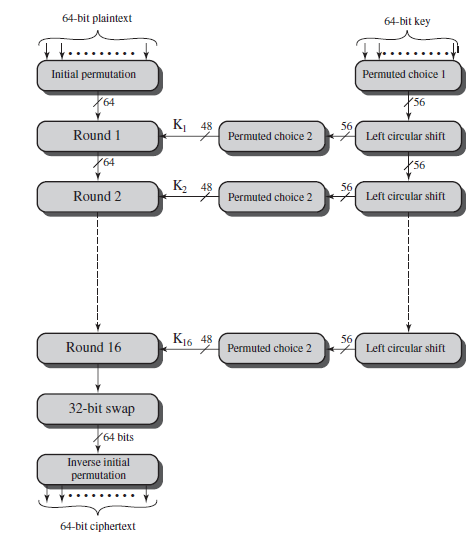 64-bit plaintext
64-bit key
Initial permutation
Permuted choice 1
64
56
Round 1
K1
48
Permuted choice 2
56
Left circular shift
64
56
Round 2
K2
48
Permuted choice 2
56
Left circular shift
Round 16
K16
48
Permuted choice 2
56
Left circular shift
32-bit swap
64 bits
Inverse initial
permutation
64-bit ciphertext